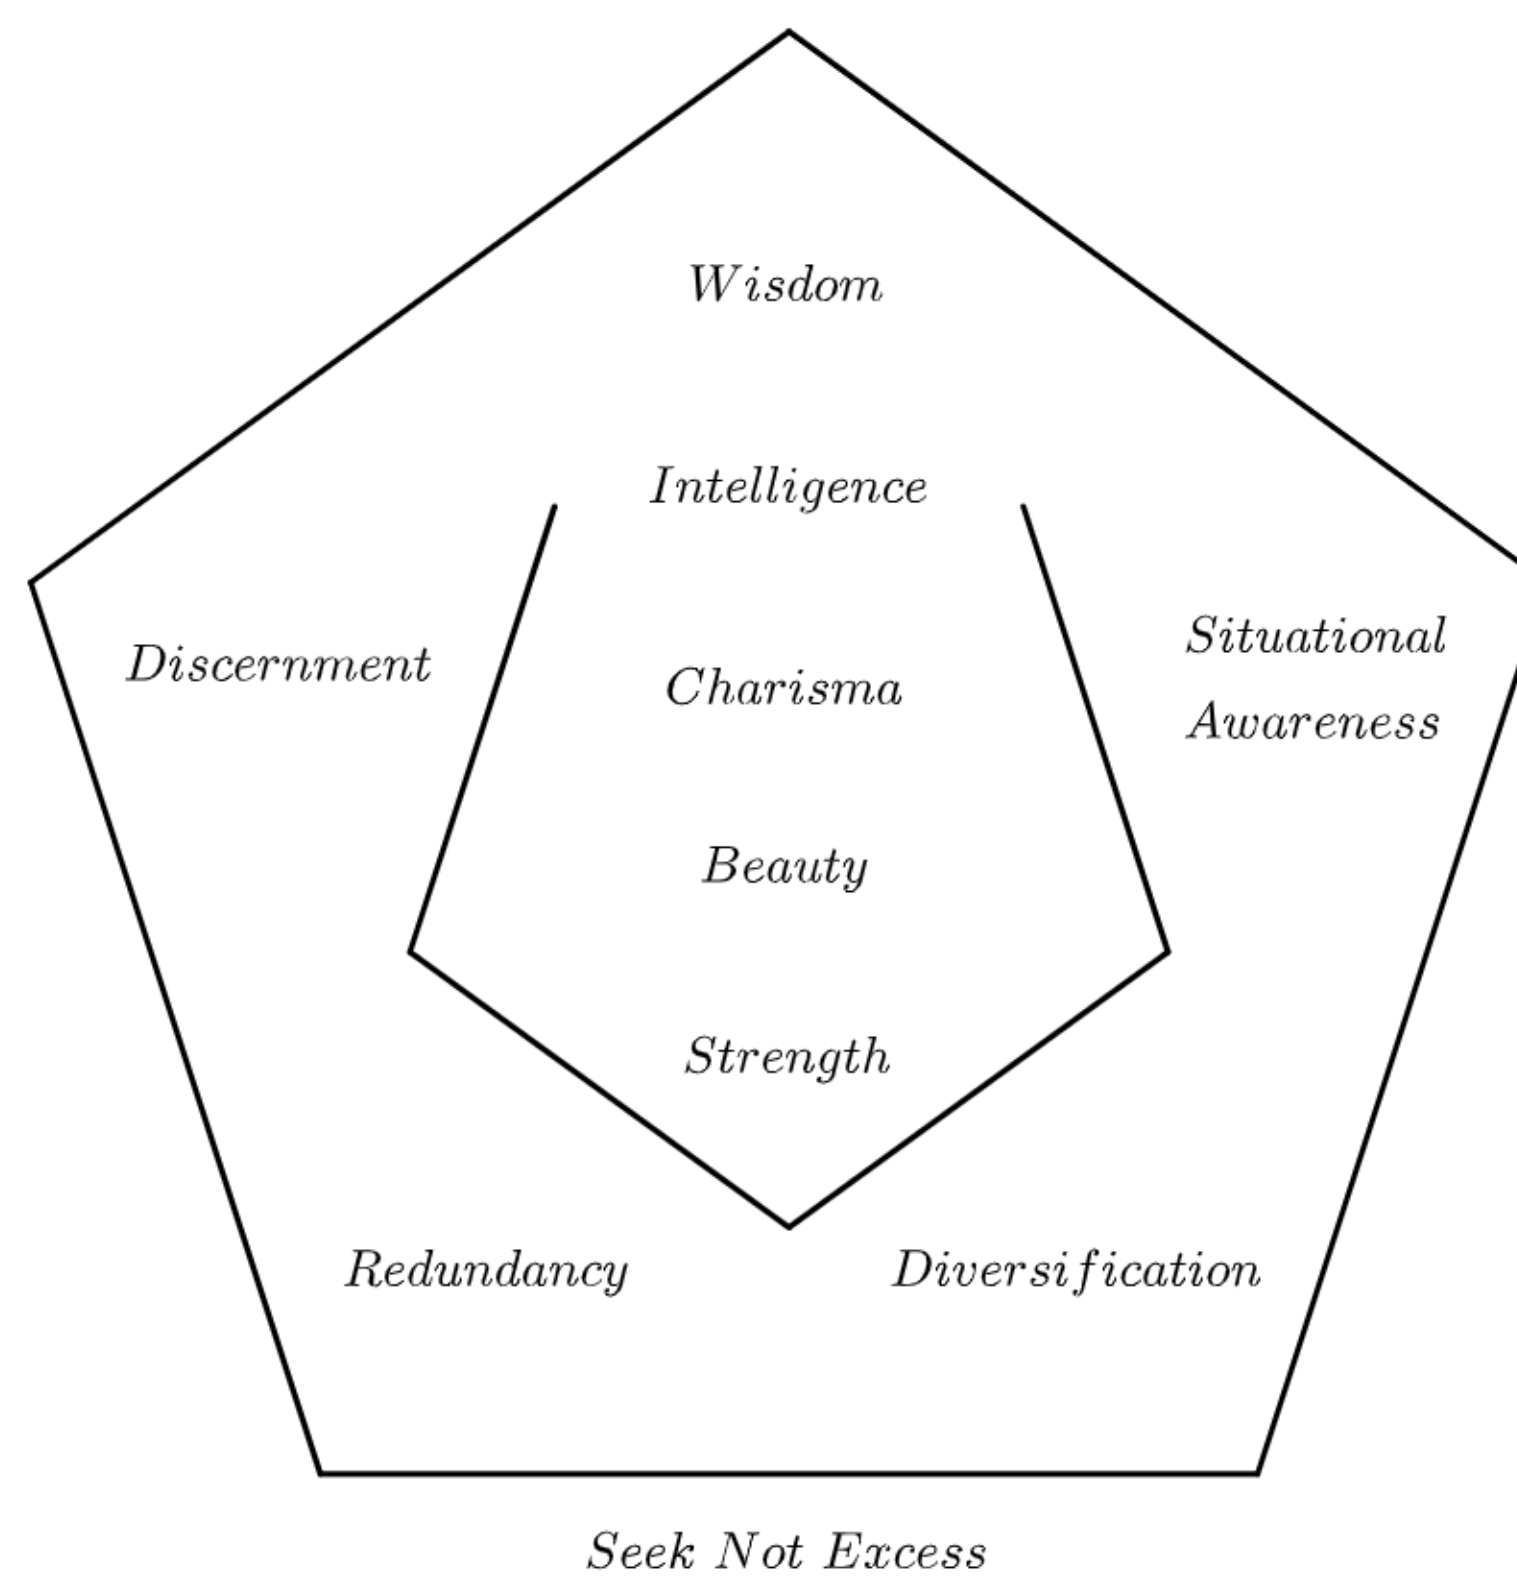 Wisdom
Intelligence
Discernment
Situational
Awareness
Charisma
Beauty
Strength
Redundancy
Diversification
Seek Not Excess